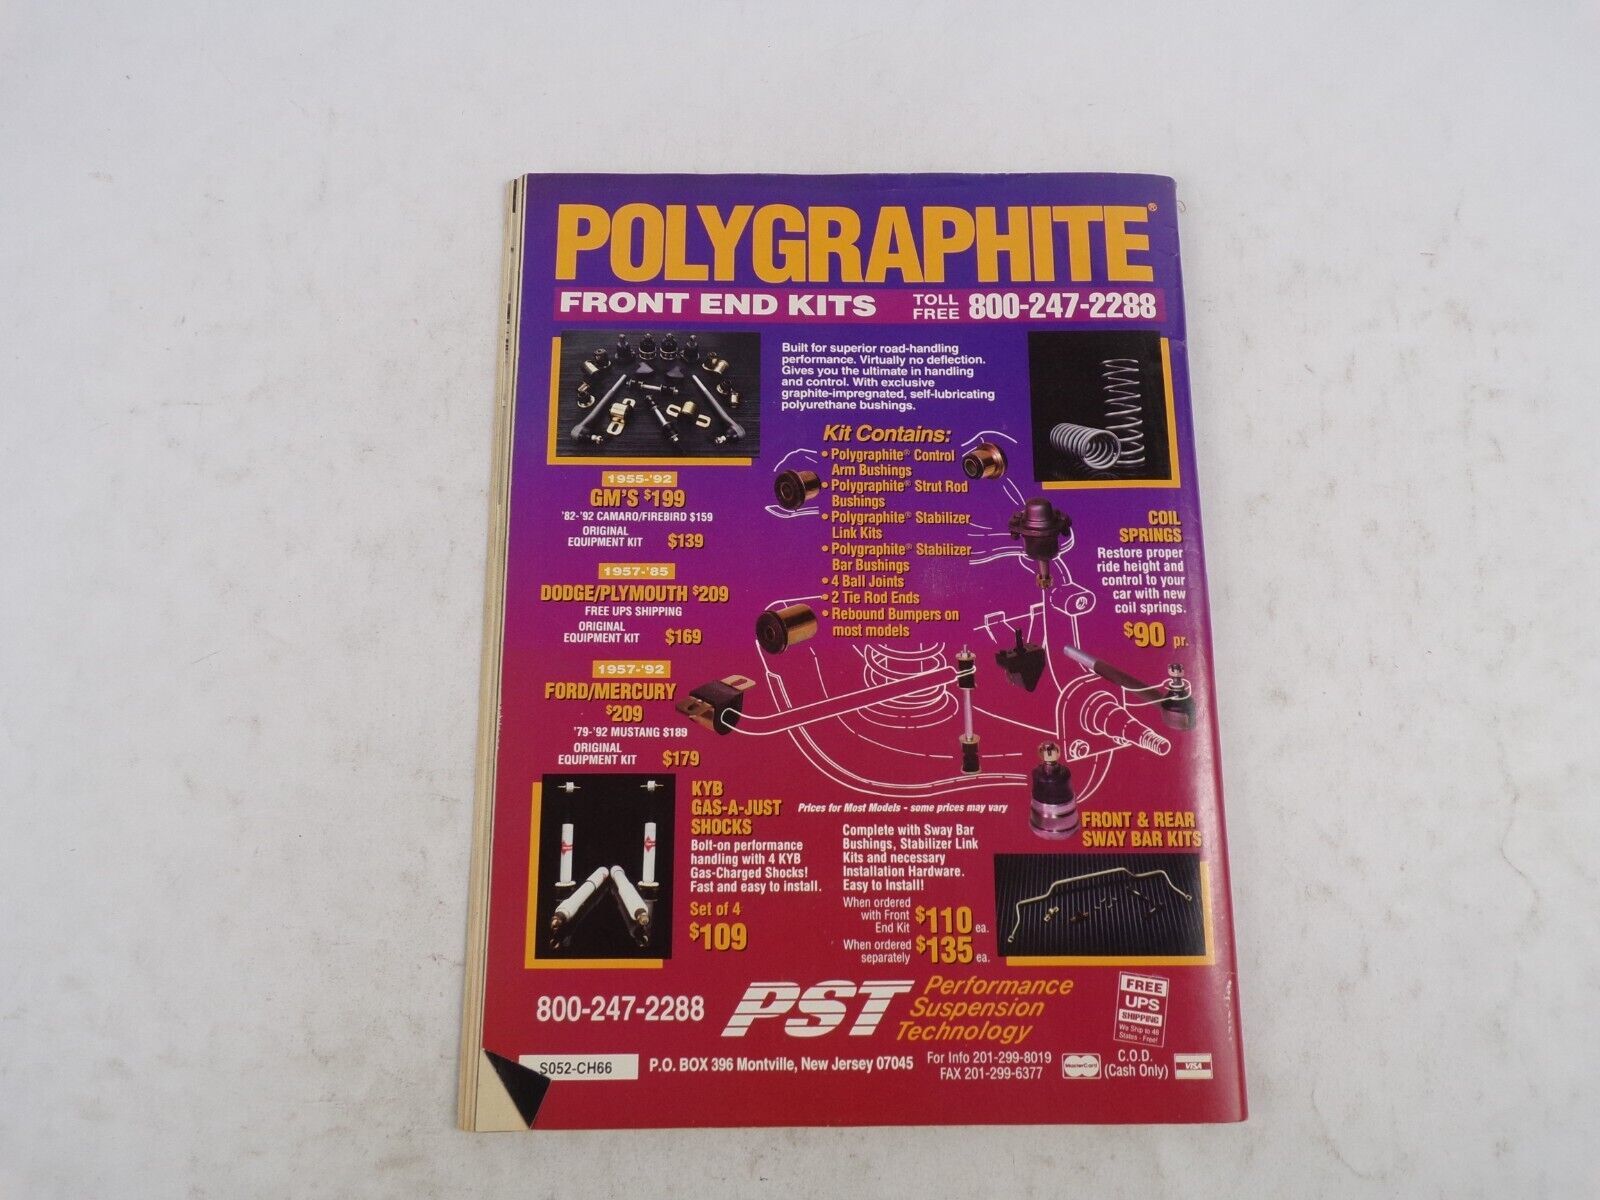 POLYGRAPHITE®
FRONT END KITS
TOLL FREE 800-247-2288
Built for superior road-handling
performance. Virtually no deflection.
Gives you the ultimate in handling
and control. With exclusive
graphite-impregnated, self-lubricating
polyurethane bushings.
Kit Contains:
• Polygraphite® Control
Arm Bushings
• Polygraphite® Strut Rod
Bushings
• Polygraphite® Stabilizer
Link Kits
• Polygraphite® Stabilizer
Bar Bushings
• 4 Ball Joints
• 2 Tie Rod Ends
• Rebound Bumpers on
most models
1955-'92
GM'S $199
'82-'92 CAMARO/FIREBIRD $159
ORIGINAL
EQUIPMENT KIT $139
1957-'85
DODGE/PLYMOUTH $209
FREE UPS SHIPPING
ORIGINAL
EQUIPMENT KIT $169
1957-'92
FORD/MERCURY
$209
'79-'92 MUSTANG $189
ORIGINAL
EQUIPMENT KIT $179
COIL
SPRINGS
Restore proper
ride height and
control to your
car with new
coil springs.
$90 pr.
KYB
GAS-A-JUST
SHOCKS
Bolt-on performance
handling with 4 KYB
Gas-Charged Shocks!
Fast and easy to install.
Set of 4
$109
Prices for Most Models - some prices may vary
Complete with Sway Bar
Bushings, Stabilizer Link
Kits and necessary
Installation Hardware.
Easy to Install!
When ordered
with Front
End Kit $110 ea.
When ordered
separately $135 ea.
FRONT & REAR
SWAY BAR KITS
800-247-2288
PST
Performance
Suspension
Technology
FREE
UPS
SHIPPING
We Ship to 48
States - Free!
S052-CH66
P.O. BOX 396 Montville, New Jersey 07045
For Info 201-299-8019
FAX 201-299-6377
MasterCard
C.O.D.
(Cash Only)
VISA